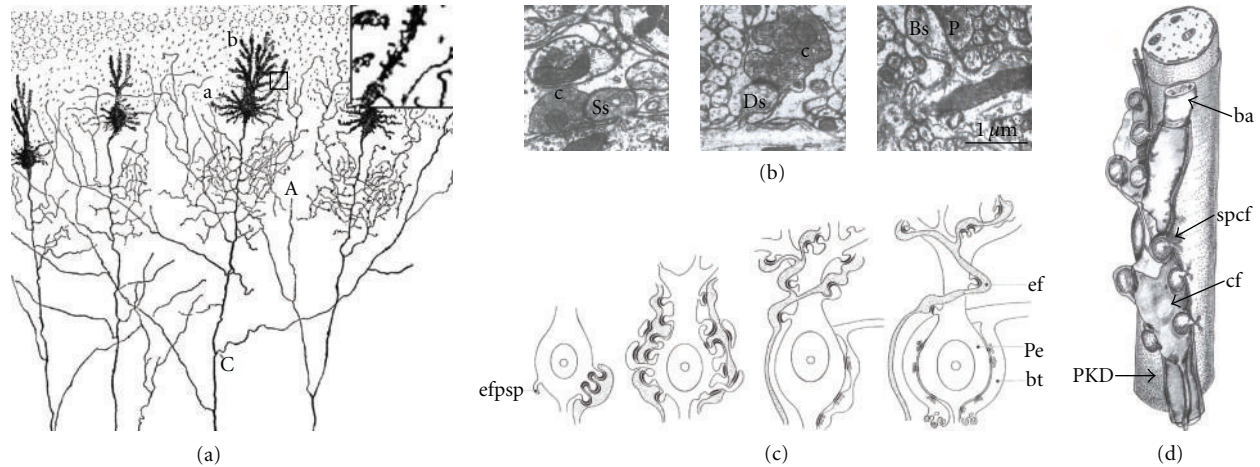 b
a
A
C
(a)
c
Ss
c
Ds
Bs P
1 μm
(b)
efpsp
ef
Pe
bt
(c)
ba
spcf
cf
PKD
(d)